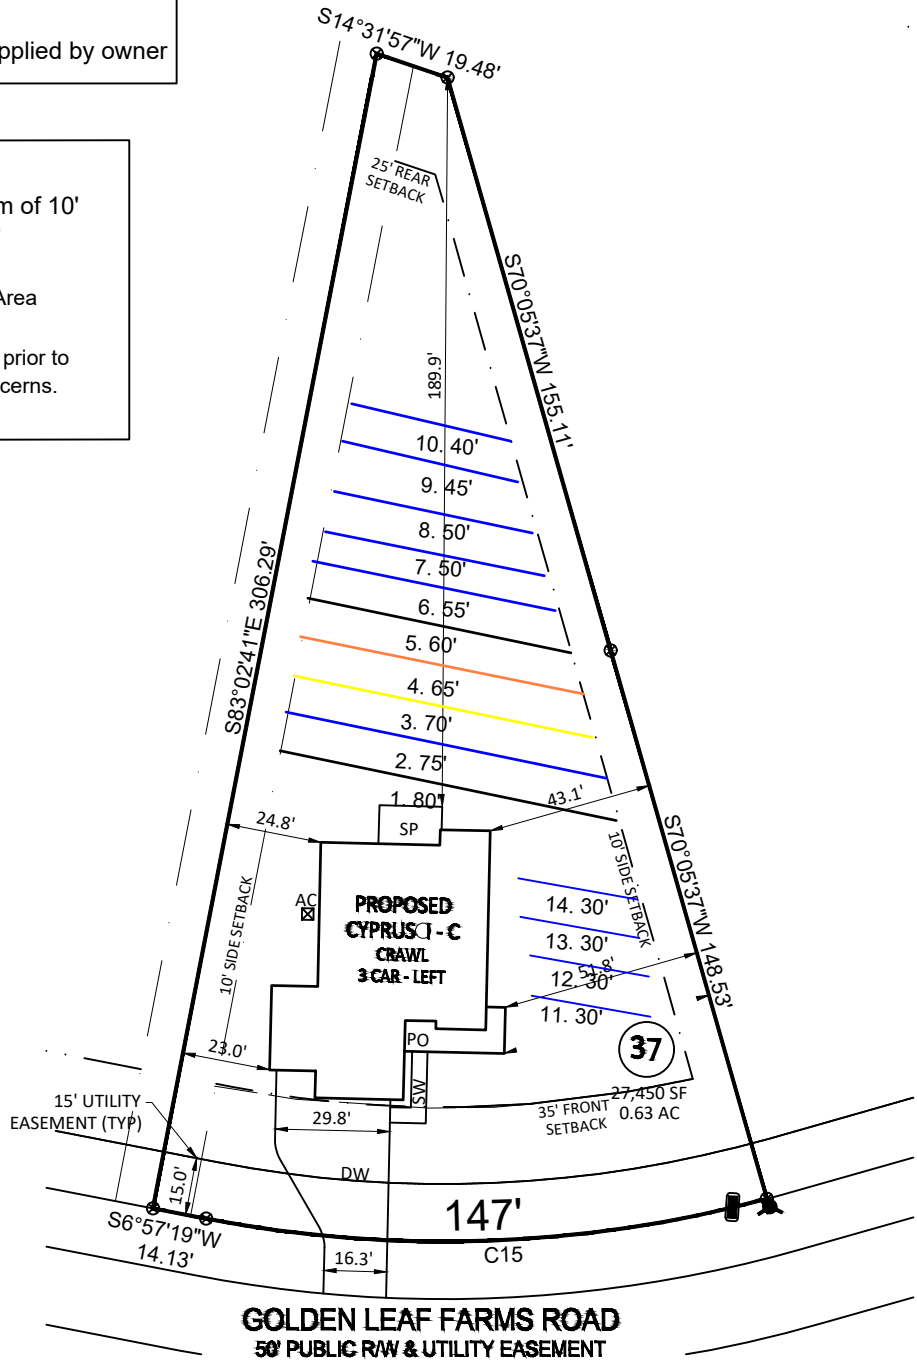 S14°31'57"W 19.48'
pplied by owner
m of 10'
Area
prior to
cerns.
25' REAR
SETBACK
S70°05'37"W 155.11'
189.9'
10. 40'
9. 45'
8. 50'
7. 50'
6. 55'
5. 60'
4. 65'
3. 70'
2. 75'
1. 80'
S83°02'41"E 306.29'
43.1'
24.8'
SP
10' SIDE SETBACK
S70°05'37"W 148.53'
AC
PROPOSED
CYPRUS I - C
CRAWL
3 CAR - LEFT
10' SIDE SETBACK
14. 30'
13. 30'
51.8'
12. 30'
11. 30'
23.0'
PO
37
SW
27,450 SF
0.63 AC
35' FRONT
SETBACK
15' UTILITY
EASEMENT (TYP)
29.8'
15.0'
DW
147'
S6°57'19"W
14.13'
16.3'
C15
GOLDEN LEAF FARMS ROAD
50' PUBLIC R/W & UTILITY EASEMENT